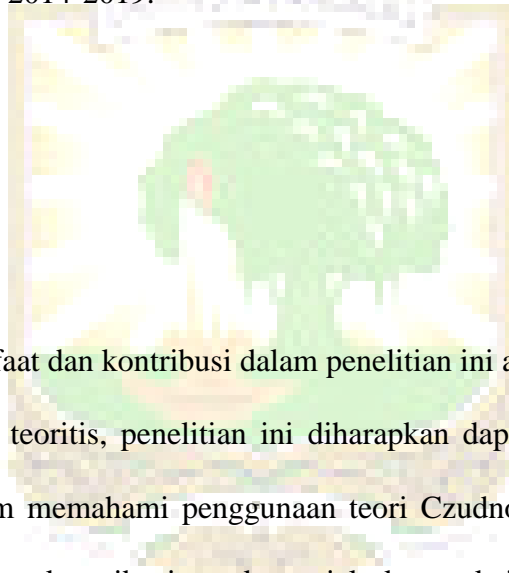 2014-2019.
faat dan kontribusi dalam penelitian ini a
teoritis, penelitian ini diharapkan dap
m memahami penggunaan teori Czudno